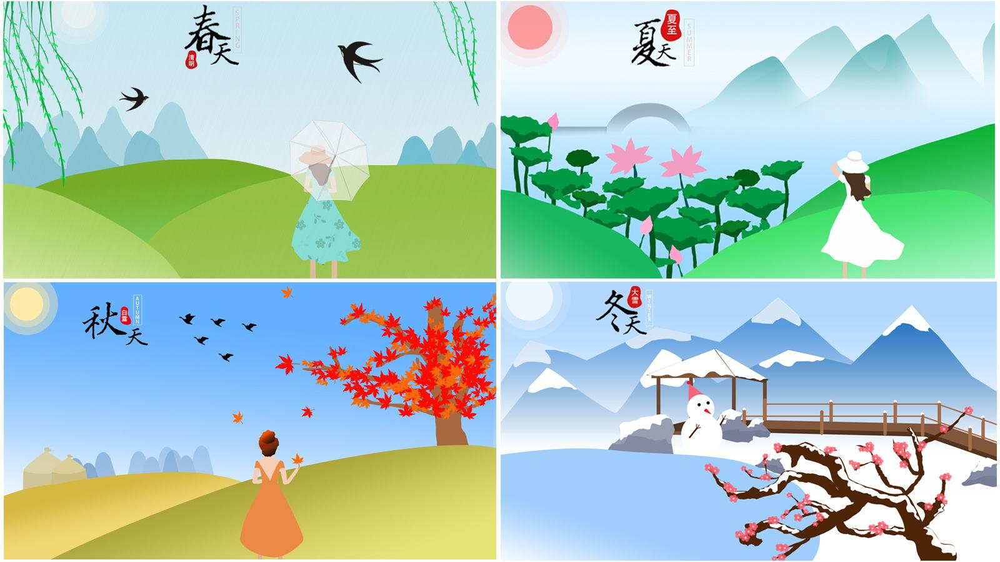 春天
清明
SPRING
夏天
夏至
SUMMER
秋天
白露
AUTUMN
冬天
大雪
WINTER